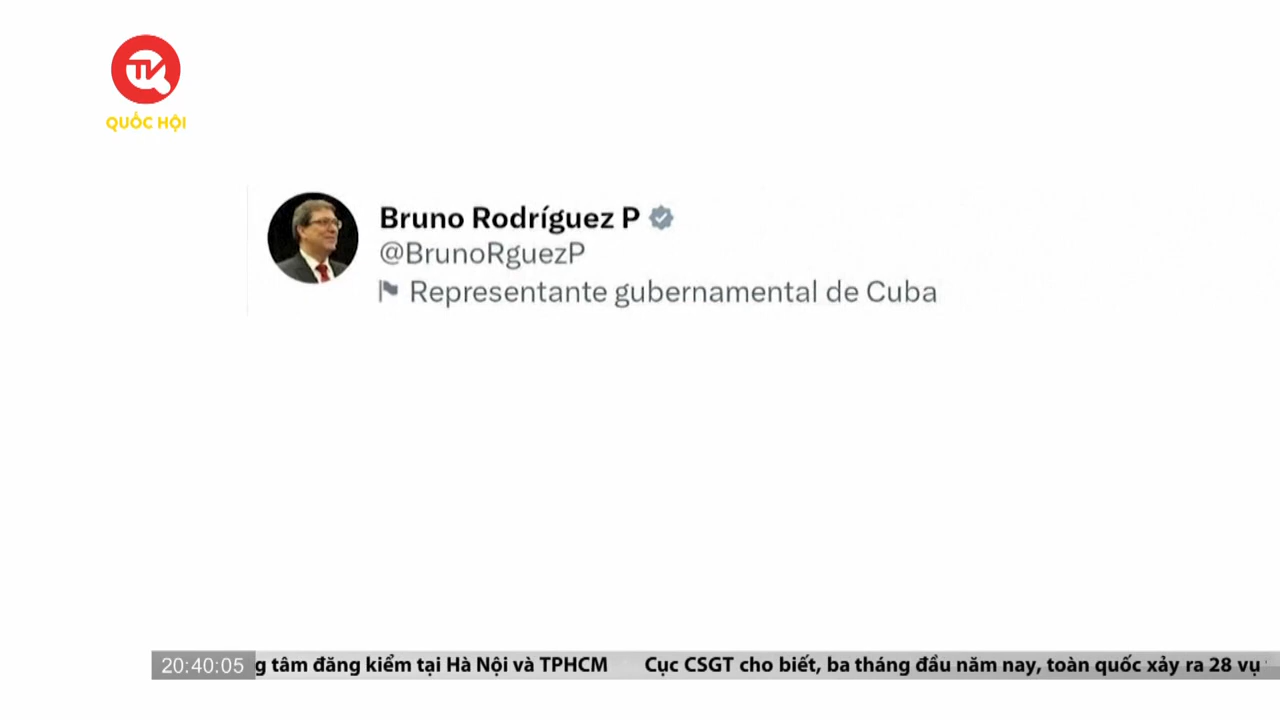 TV
QUỐC HỘI
Bruno Rodríguez P
@BrunoRguezP
Representante gubernamental de Cuba
20:40:05 g tâm đăng kiểm tại Hà Nội và TPHCM Cục CSGT cho biết, ba tháng đầu năm nay, toàn quốc xảy ra 28 vụ